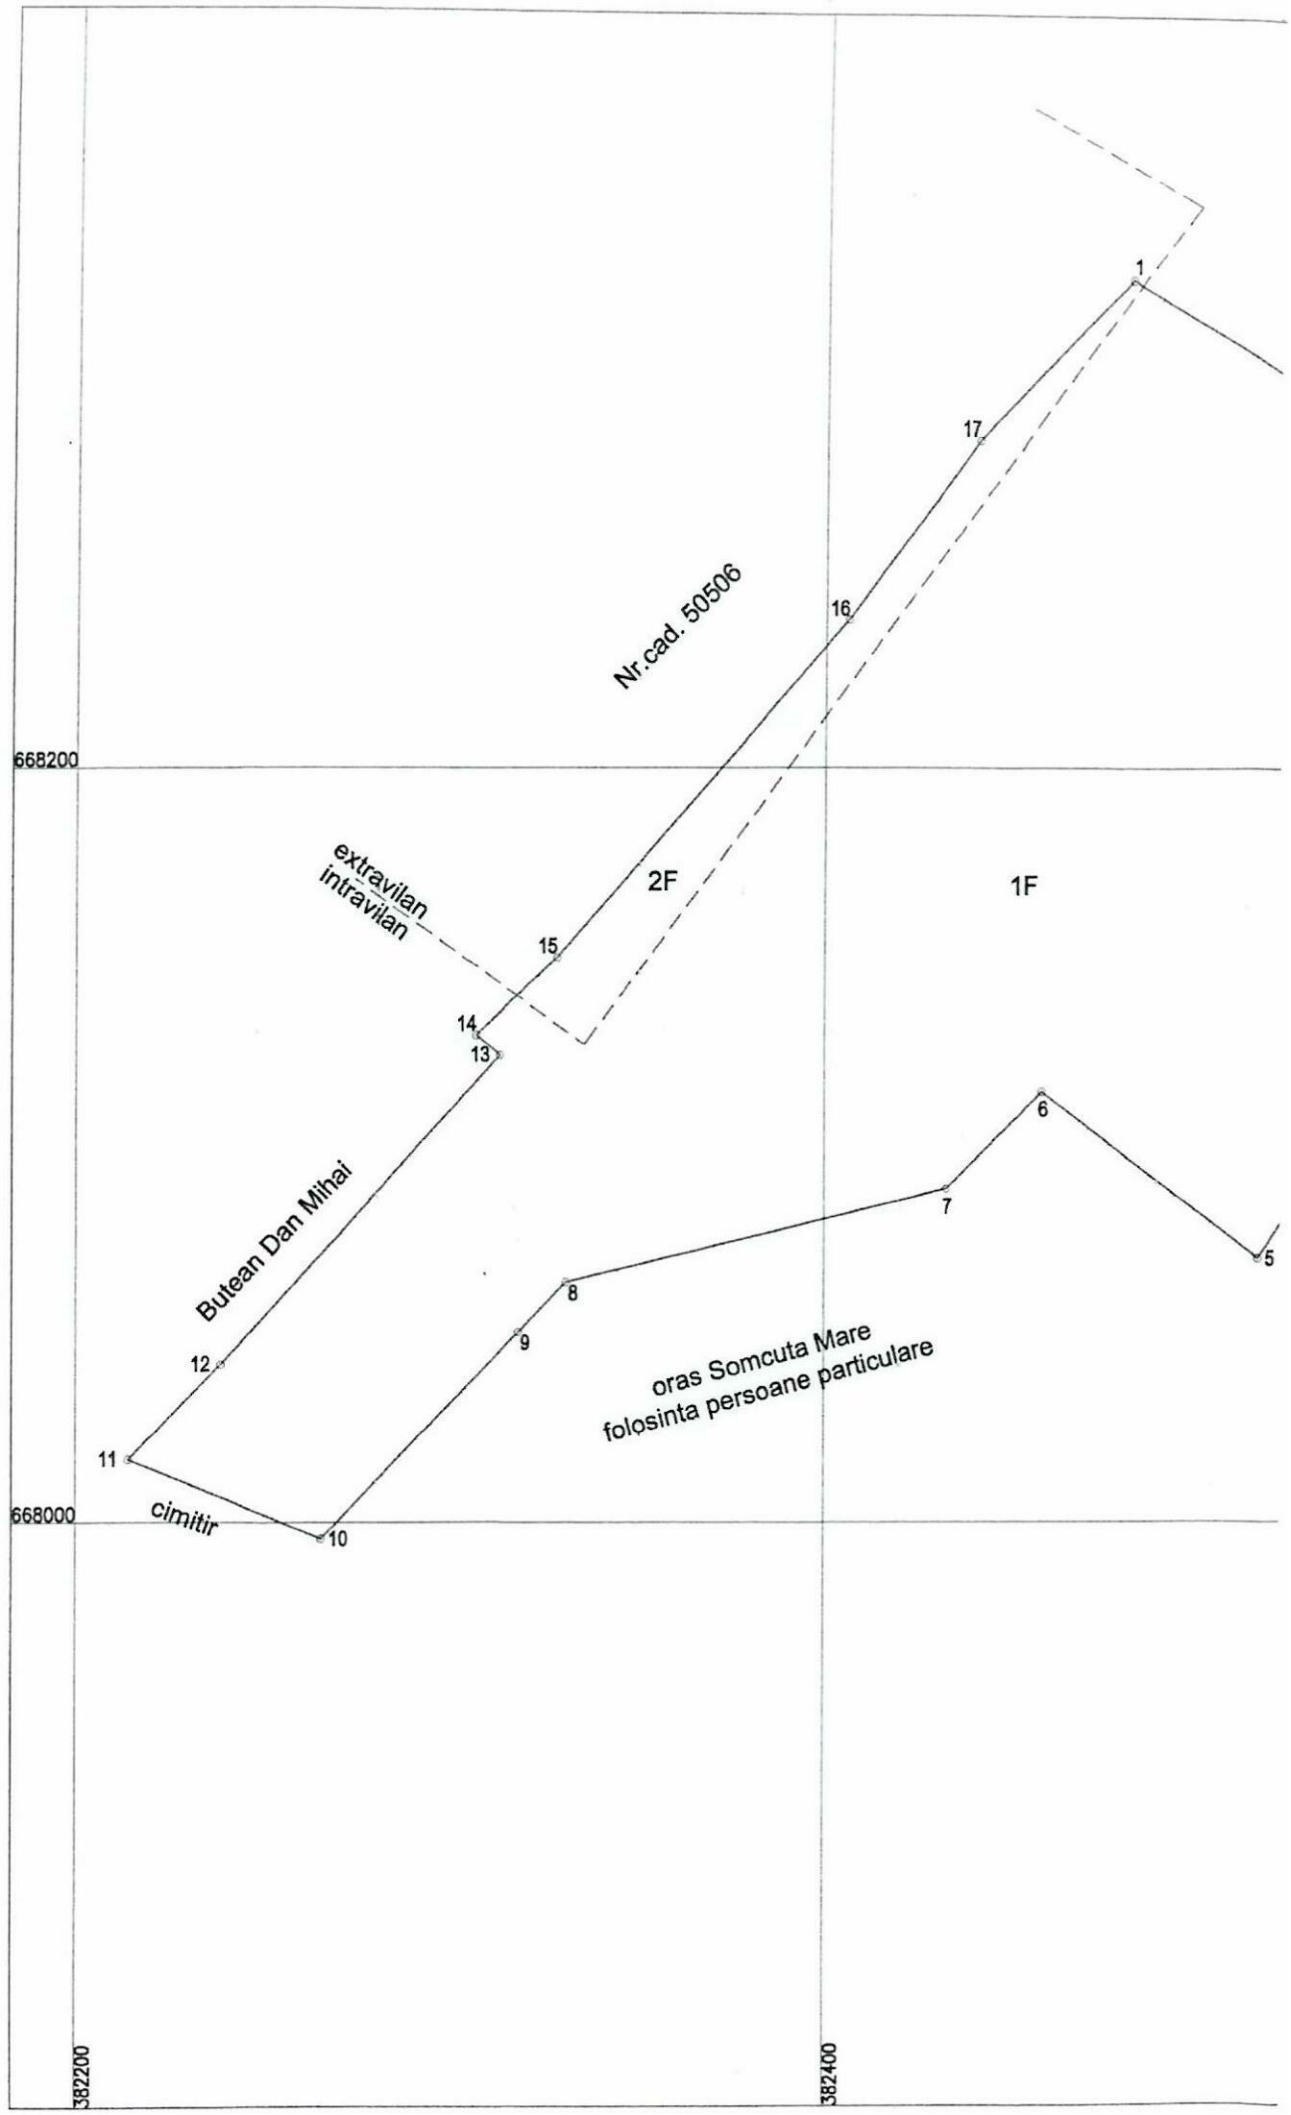 1
17
Nr.cad. 50506
16
668200
extravilan
intravilan
2F
1F
15
14
13
6
7
Butean Dan Mihai
5
8
9
oras Somcuta Mare
folosinta persoane particulare
12
11
cimitir
668000
10
382200
382400